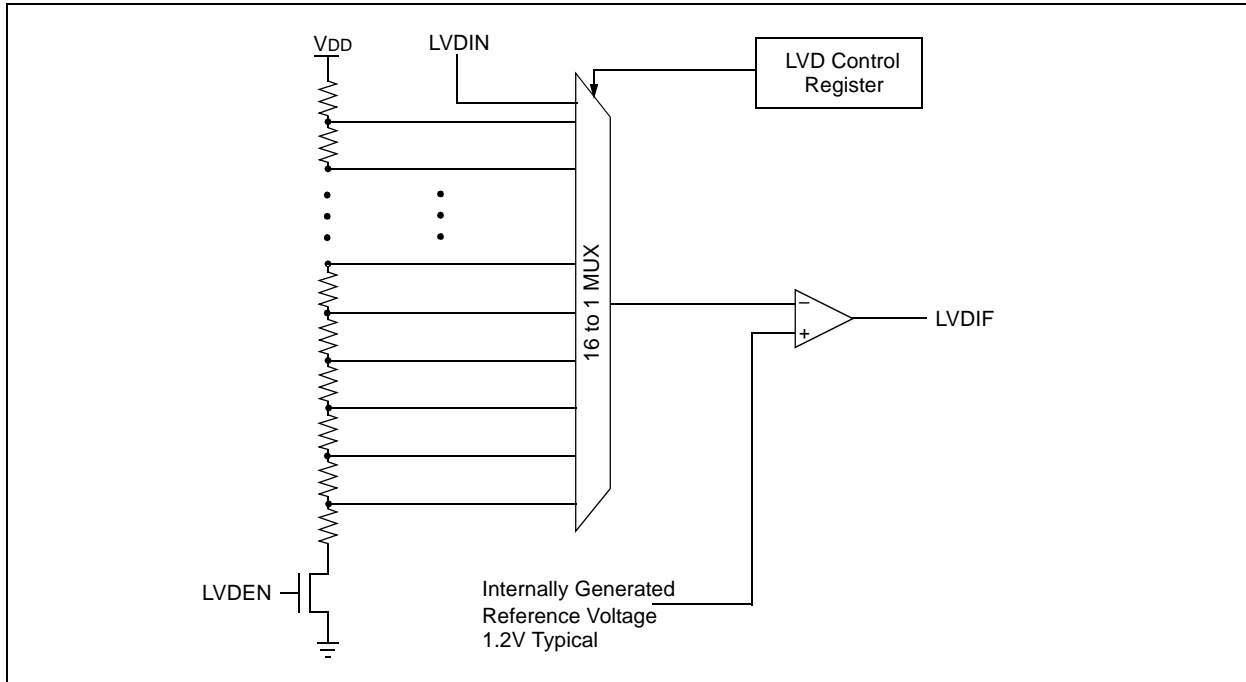 VDD
LVDIN
LVD Control
Register
16 to 1 MUX
–
+
LVDIF
LVDEN
Internally Generated
Reference Voltage
1.2V Typical